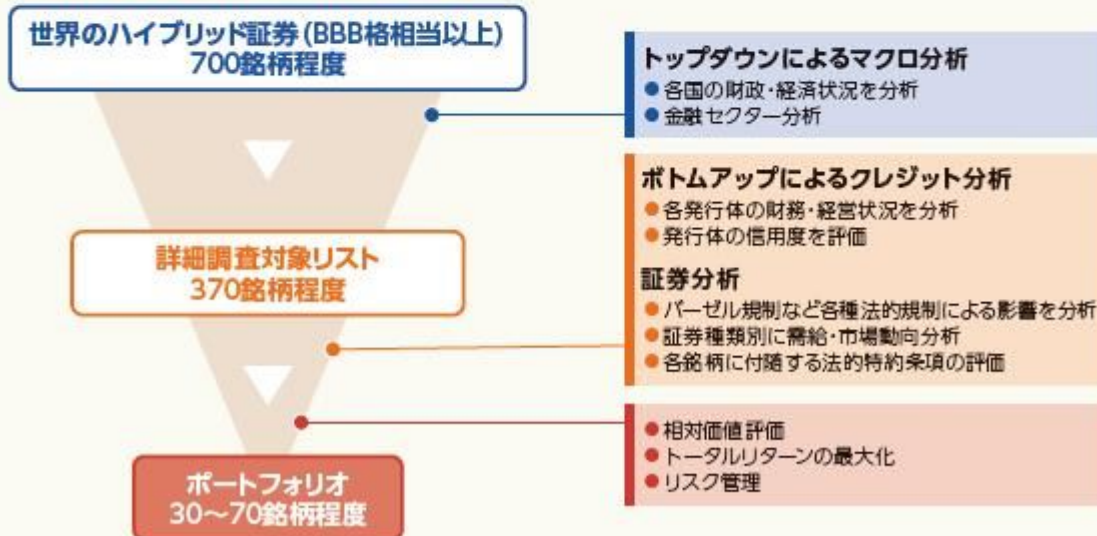 世界のハイブリッド証券(BBB格相当以上)
700銘柄程度
トップダウンによるマクロ分析
●各国の財政・経済状況を分析
●金融セクター分析
ボトムアップによるクレジット分析
●各発行体の財務・経営状況を分析
●発行体の信用度を評価
詳細調査対象リスト
370銘柄程度
証券分析
●バーゼル規制など各種法的規制による影響を分析
●証券種類別に需給・市場動向分析
●各銘柄に付随する法的特約条項の評価
●相対価値評価
●トータルリターンの最大化
●リスク管理
ポートフォリオ
30~70銘柄程度